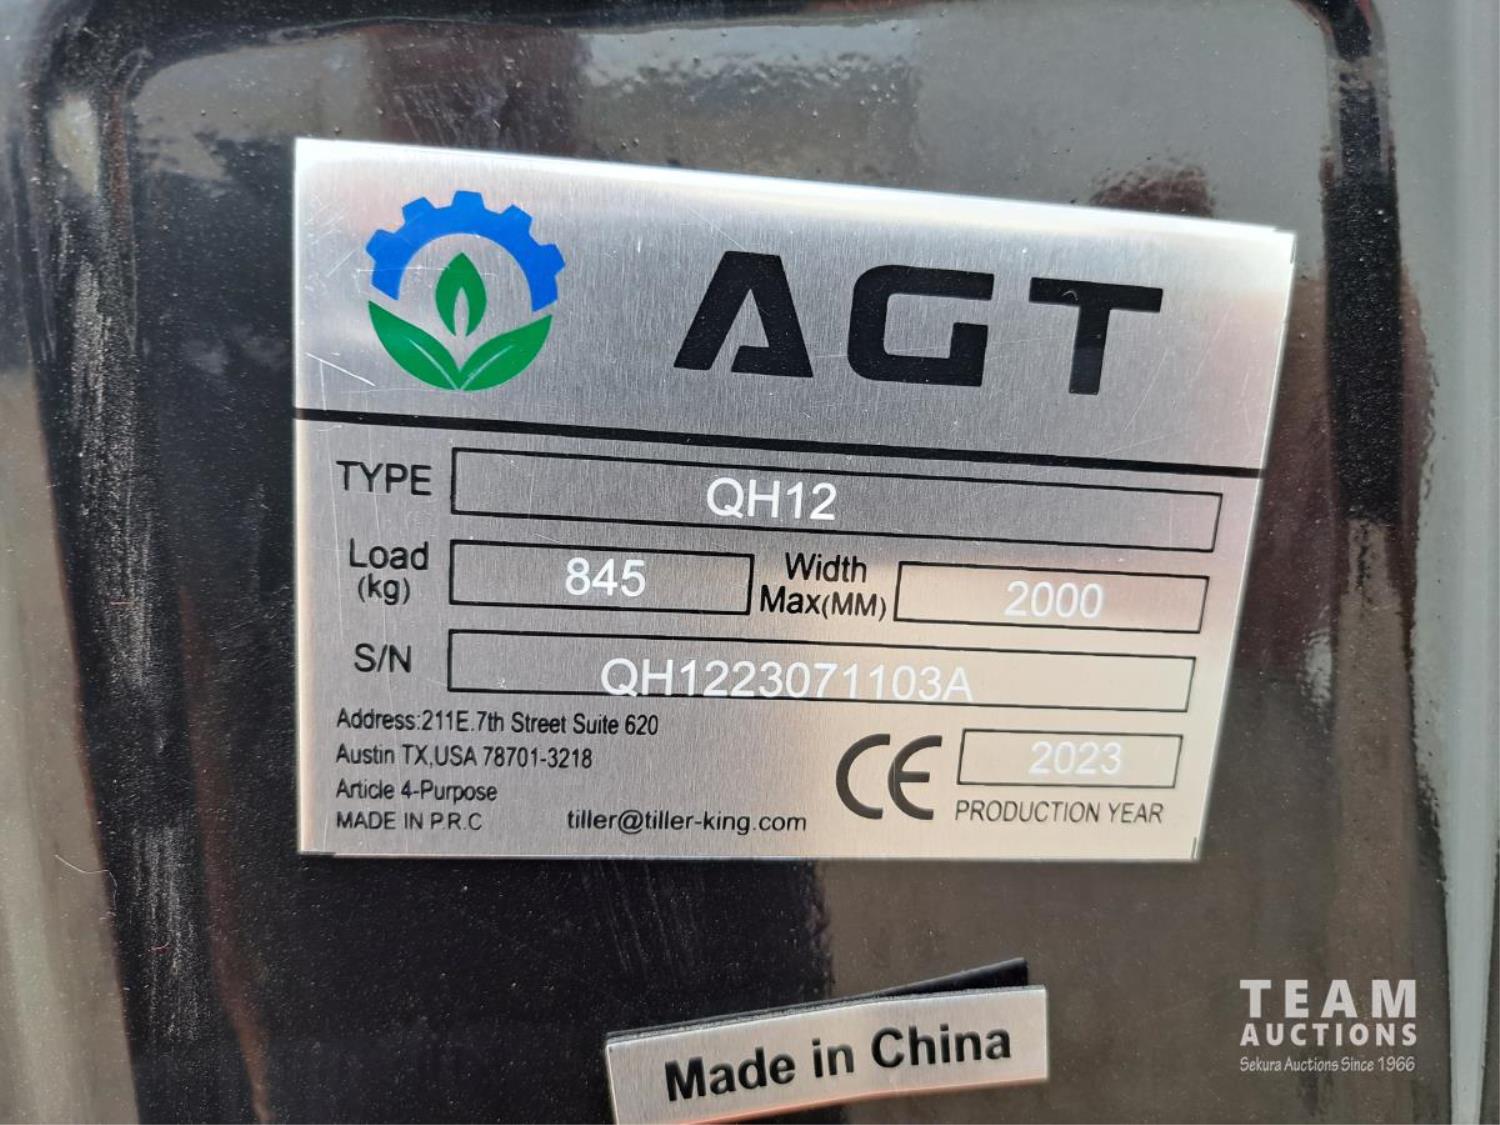 AGT
TYPE QH12
Load (kg) 845 Width Max(MM) 2000
S/N QH1223071103A
Address:211E.7th Street Suite 620
Austin TX,USA 78701-3218
Article 4-Purpose
MADE IN P.R.C tiller@tiller-king.com
CE 2023
PRODUCTION YEAR
Made in China
TEAM
AUCTIONS
Sekura Auctions Since 1966